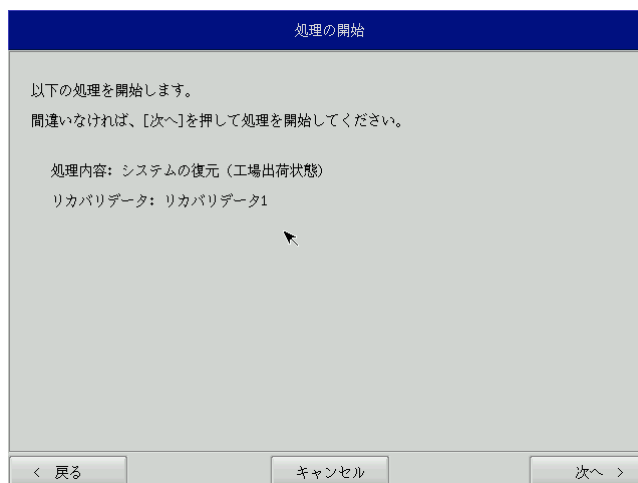 処理の開始
以下の処理を開始します。
間違いなければ、[次へ]を押して処理を開始してください。
処理内容: システムの復元（工場出荷状態）
リカバリデータ: リカバリデータ1
< 戻る
キャンセル
次へ >